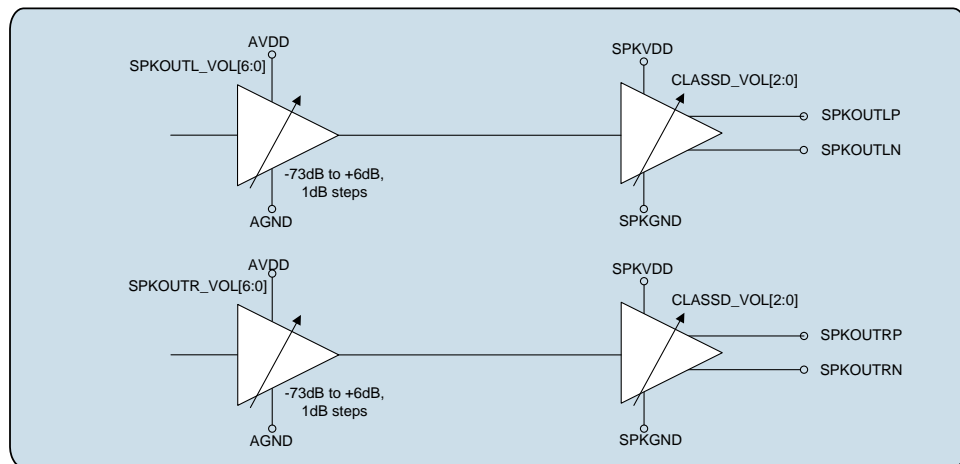 AVDD
SPKOUTL_VOL[6:0]
SPKVDD
CLASSD_VOL[2:0]
SPKOUTLP
SPKOUTLN
-73dB to +6dB,
1dB steps
AGND
SPKGND
AVDD
SPKOUTR_VOL[6:0]
SPKVDD
CLASSD_VOL[2:0]
SPKOUTRP
SPKOUTRN
-73dB to +6dB,
1dB steps
AGND
SPKGND